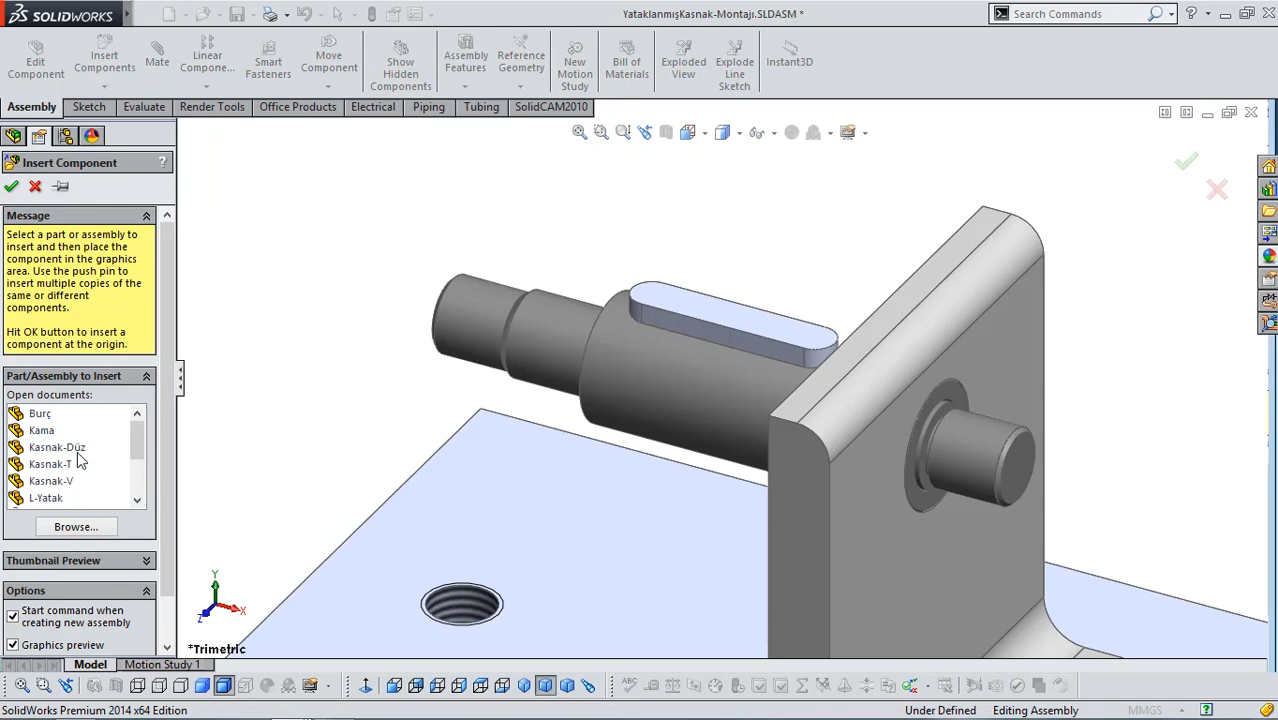 SOLIDWORKS
YataklanmışKasnak-Montajı.SLDASM *
Search Commands
Edit Component
Insert Components
Mate
Linear Compone...
Smart Fasteners
Move Component
Show Hidden Components
Assembly Features
Reference Geometry
New Motion Study
Bill of Materials
Exploded View
Explode Line Sketch
Instant3D
Assembly
Sketch
Evaluate
Render Tools
Office Products
Electrical
Piping
Tubing
SolidCAM2010
Insert Component
?
Message
Select a part or assembly to
insert and then place the
component in the graphics
area. Use the push pin to
insert multiple copies of the
same or different
components.
Hit OK button to insert a
component at the origin.
Part/Assembly to Insert
Open documents:
Burç
Kama
Kasnak-Düz
Kasnak-T
Kasnak-V
L-Yatak
Browse...
Thumbnail Preview
Options
Start command when
creating new assembly
Graphics preview
Y
X
Z
*Trimetric
Model
Motion Study 1
SolidWorks Premium 2014 x64 Edition
Under Defined
Editing Assembly
MMGS